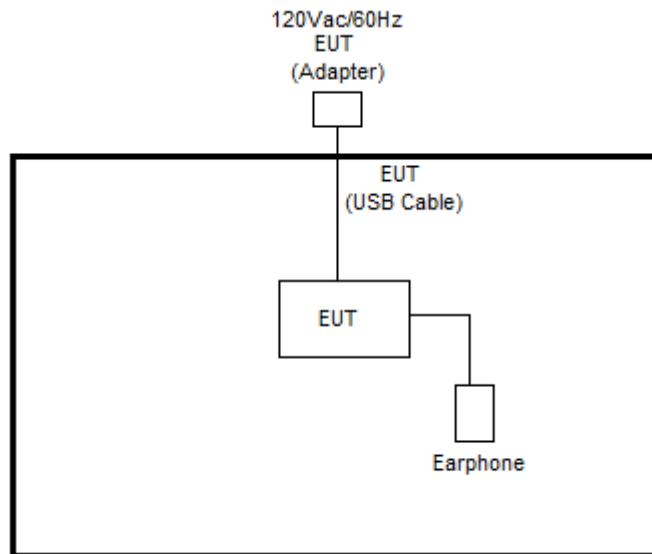 120Vac/60Hz
EUT
(Adapter)
EUT
(USB Cable)
EUT
Earphone